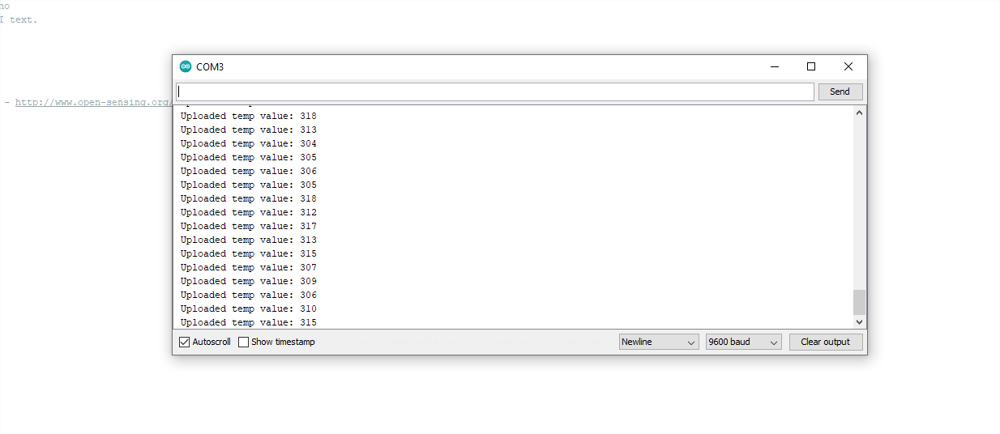 I text.
COM3
- http://www.open-sensing.org/
Send
Uploaded temp value: 318
Uploaded temp value: 313
Uploaded temp value: 304
Uploaded temp value: 305
Uploaded temp value: 306
Uploaded temp value: 305
Uploaded temp value: 318
Uploaded temp value: 312
Uploaded temp value: 317
Uploaded temp value: 313
Uploaded temp value: 315
Uploaded temp value: 307
Uploaded temp value: 309
Uploaded temp value: 306
Uploaded temp value: 310
Uploaded temp value: 315
Autoscroll Show timestamp Newline 9600 baud Clear output